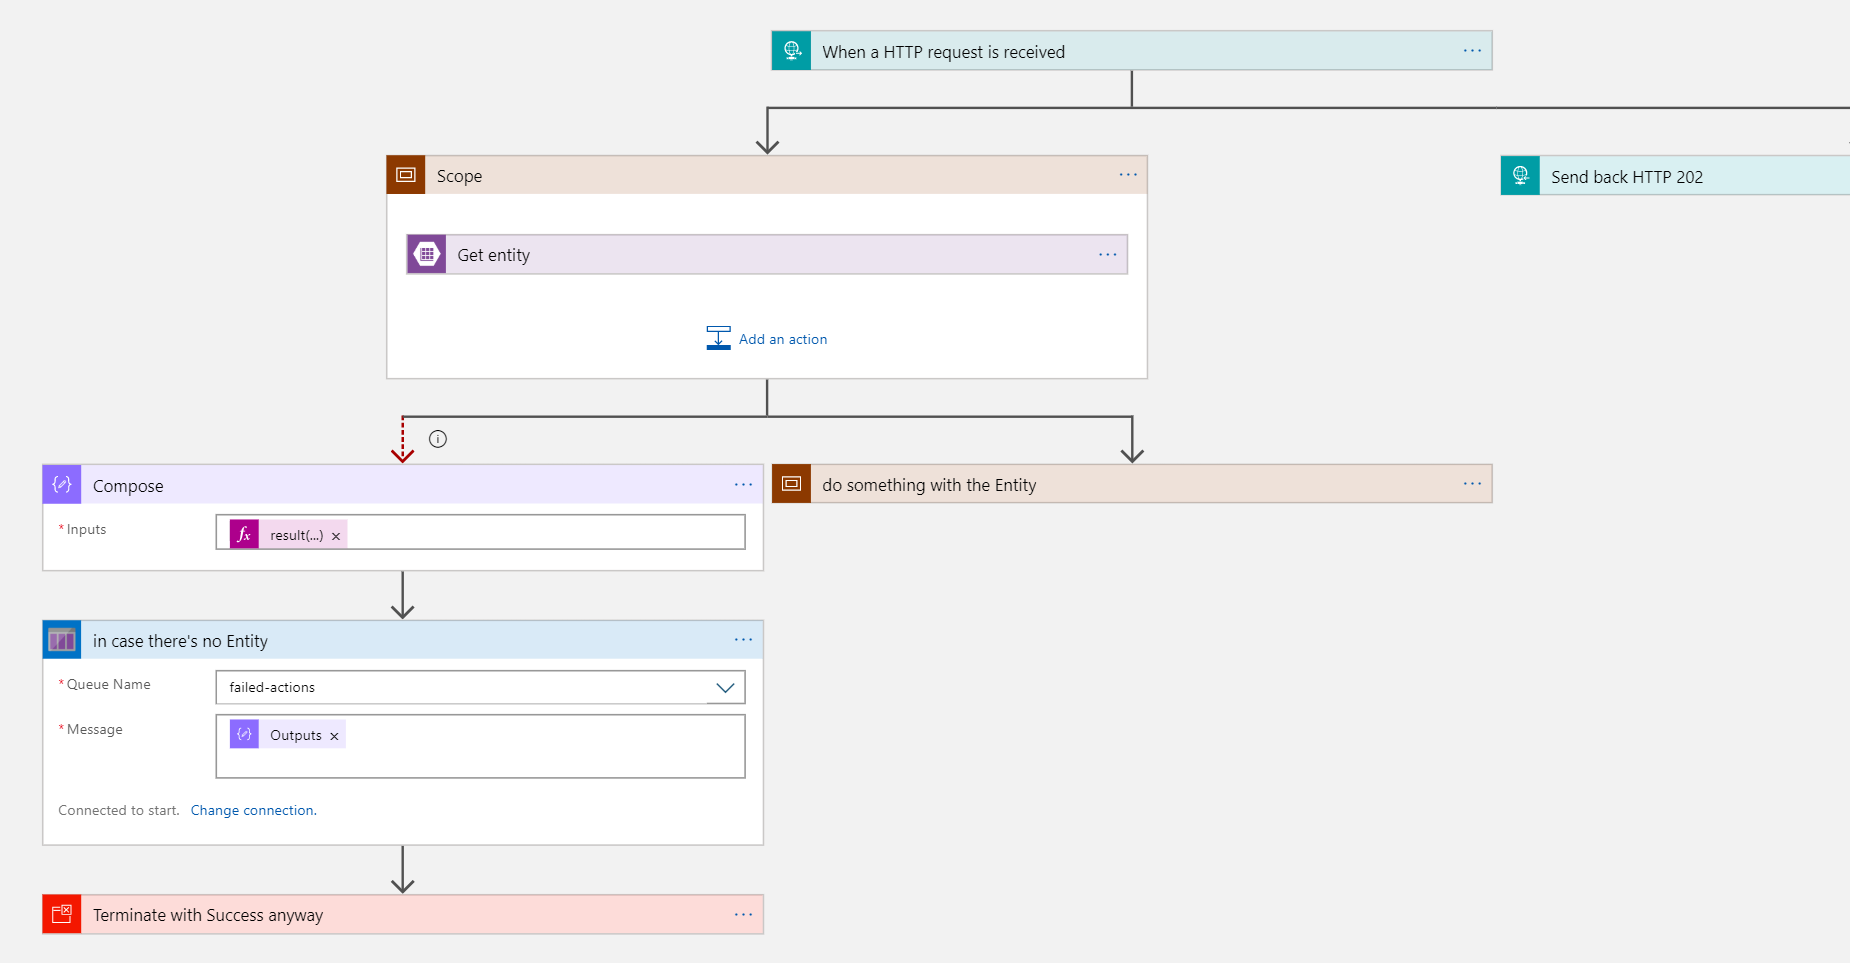 When a HTTP request is received
Scope
Send back HTTP 202
Get entity
Add an action
Compose
do something with the Entity
* Inputs
fx result(...) ×
in case there's no Entity
* Queue Name
failed-actions
* Message
Outputs ×
Connected to start. Change connection.
Terminate with Success anyway